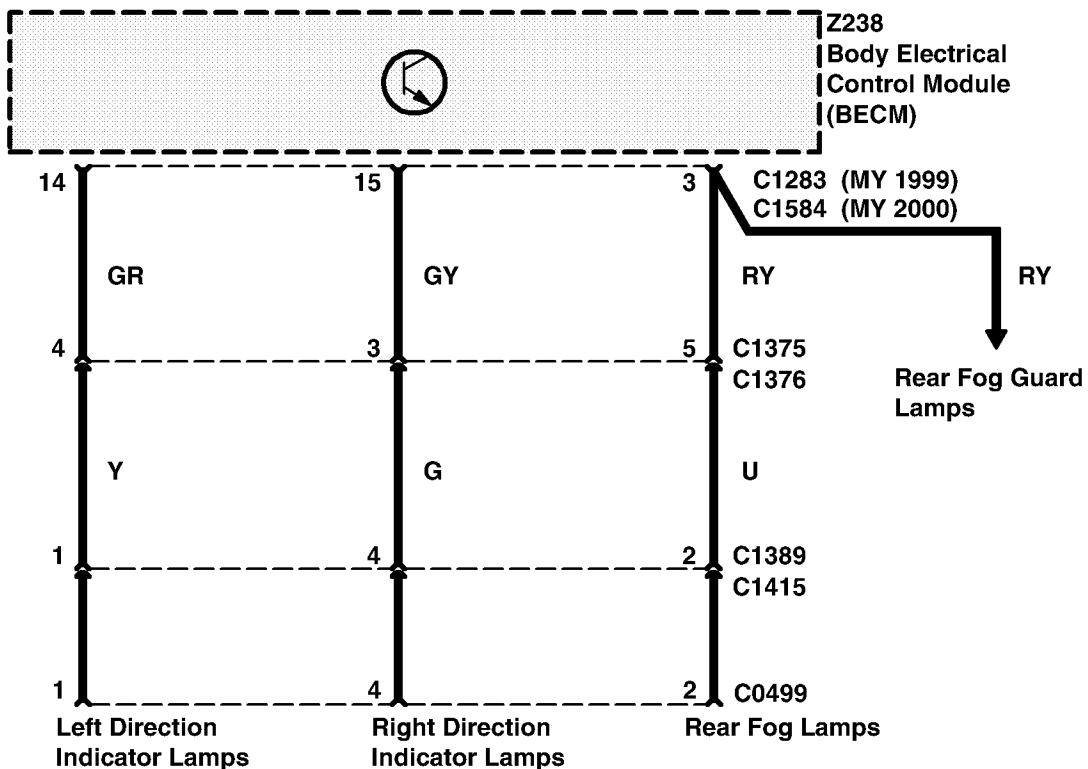 Z238
Body Electrical
Control Module
(BECM)
14
15
3
C1283 (MY 1999)
C1584 (MY 2000)
GR
GY
RY
RY
4
3
5
C1375
C1376
Rear Fog Guard
Lamps
Y
G
U
1
4
2
C1389
C1415
1
4
2
C0499
Left Direction
Indicator Lamps
Right Direction
Indicator Lamps
Rear Fog Lamps